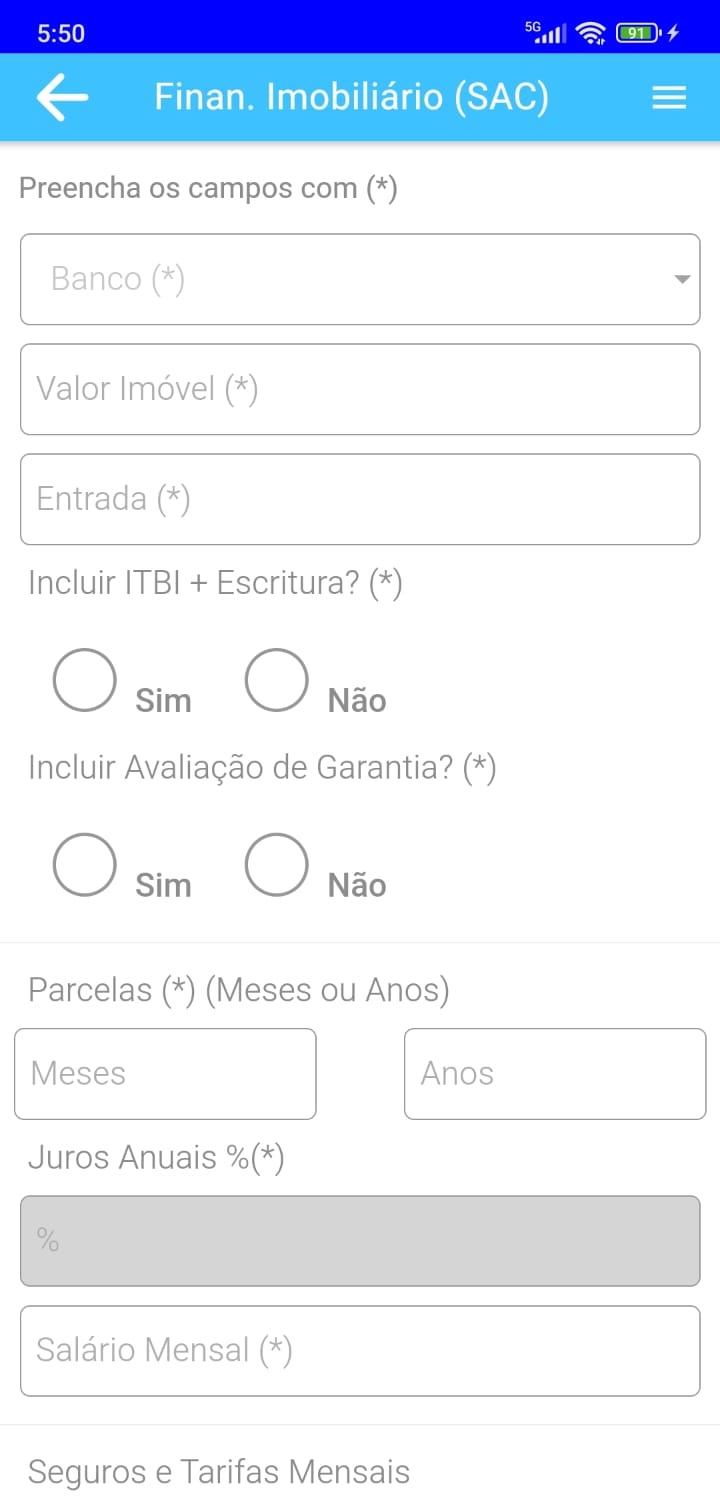 5:50 5G 91
Finan. Imobiliário (SAC)
Preencha os campos com (*)
Banco (*)
Valor Imóvel (*)
Entrada (*)
Incluir ITBI + Escritura? (*)
Sim Não
Incluir Avaliação de Garantia? (*)
Sim Não
Parcelas (*) (Meses ou Anos)
Meses Anos
Juros Anuais %(*)
%
Salário Mensal (*)
Seguros e Tarifas Mensais